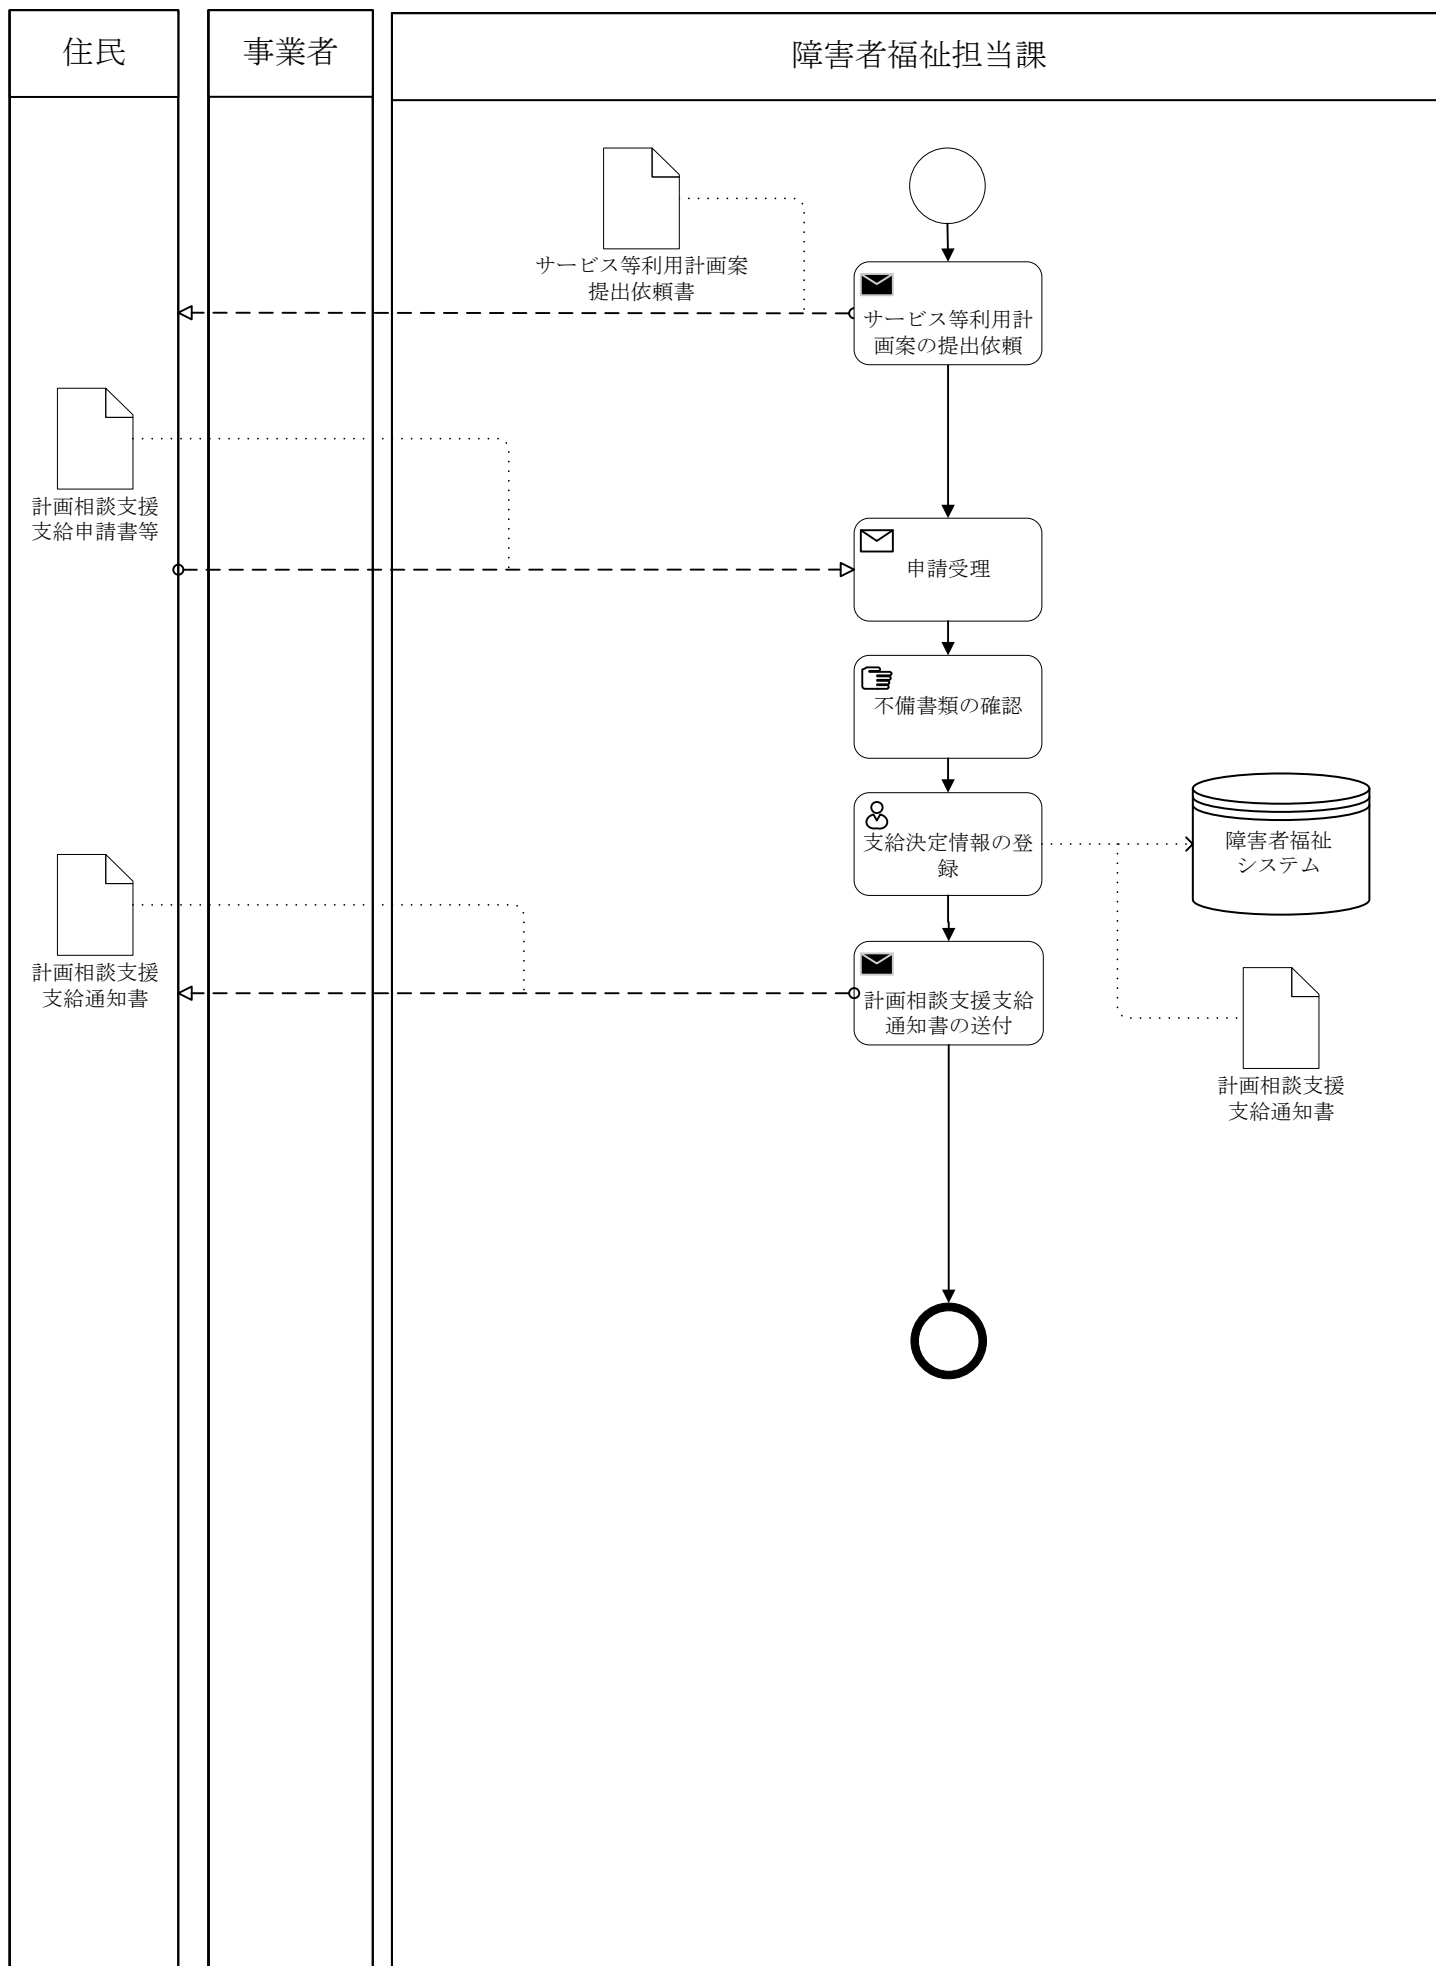 住民
事業者
障害者福祉担当課
サービス等利用計画案
提出依頼書
サービス等利用計
画案の提出依頼
計画相談支援
支給申請書等
申請受理
不備書類の確認
支給決定情報の登
録
障害者福祉
システム
計画相談支援
支給通知書
計画相談支援支給
通知書の送付
計画相談支援
支給通知書